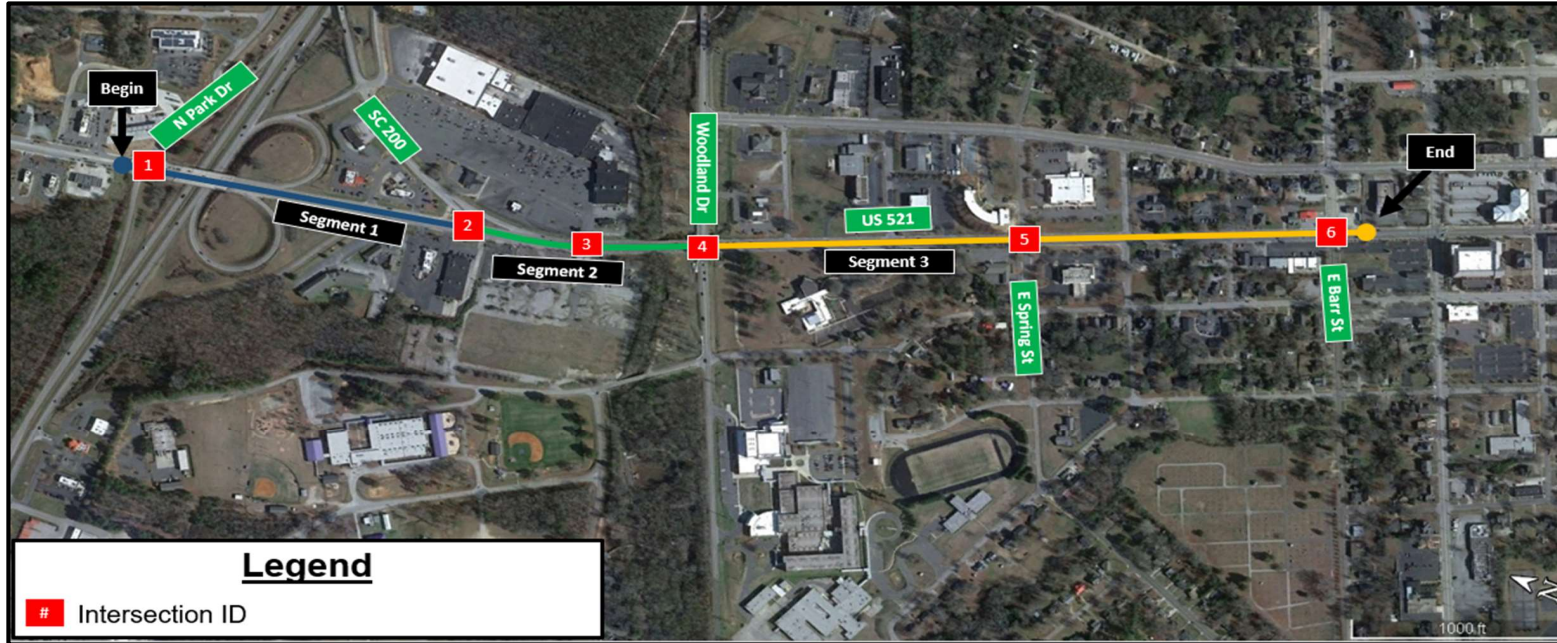 Begin
N Park Dr
1
SC 200
Segment 1
2
3
Segment 2
Woodland Dr
4
US 521
Segment 3
5
E Spring St
6
E Barr St
End
Legend
# Intersection ID
N
1000 ft